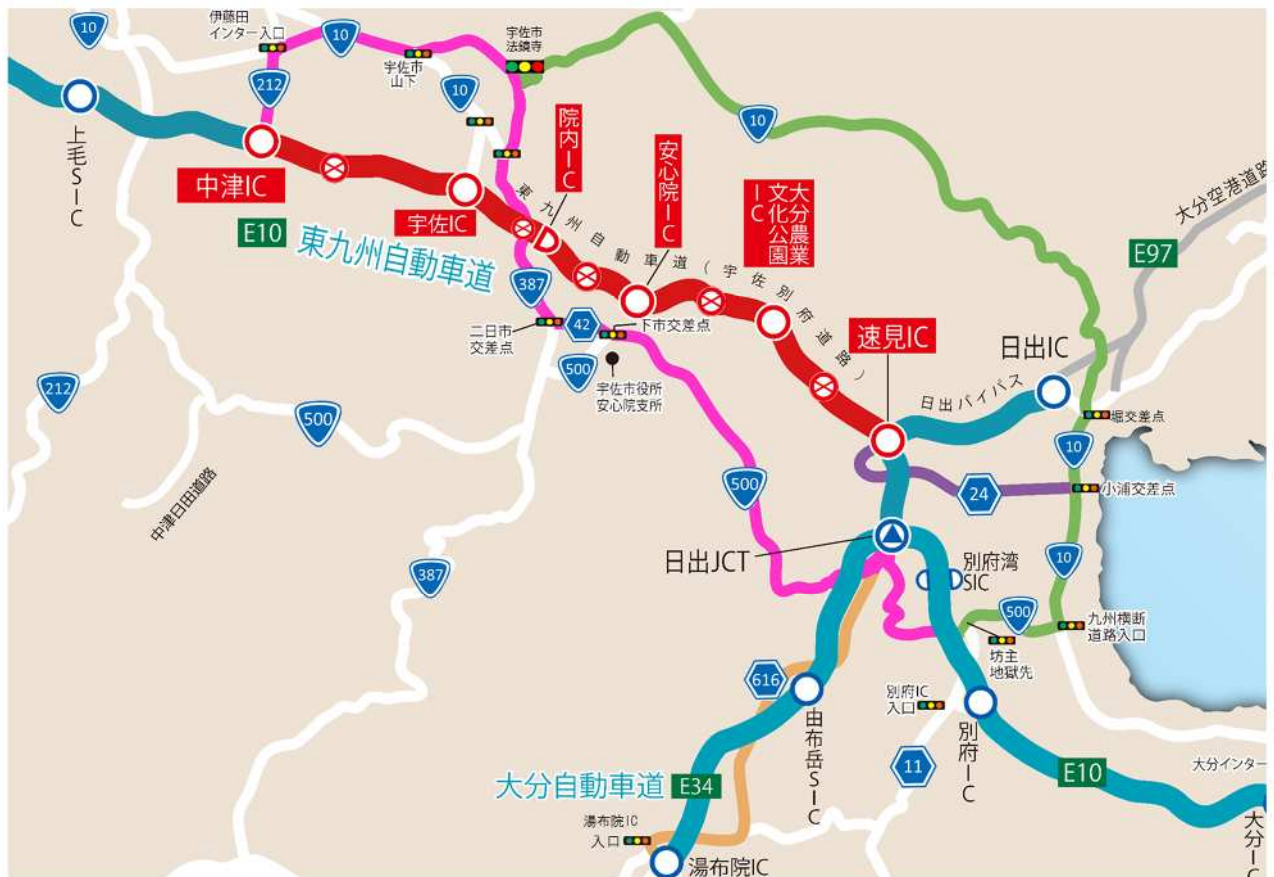 伊藤田
インター入口
10
10
宇佐市
法鏡寺
宇佐市
山下
10
212
10
上毛SIC
中津IC
E10
東九州自動車道
宇佐IC
院内IC
安心院IC
大分農業
文化公園
IC
東九州自動車道(宇佐別府道路)
大分空港道路
E97
387
二日市
交差点
42
下市交差点
500
宇佐市役所
安心院支所
速見IC
日出IC
日出バイパス
堀交差点
10
212
500
中津日田道路
387
500
24
小浦交差点
日出JCT
別府湾
SIC
10
500
九州横断
道路入口
坊主
地獄先
616
由布岳SIC
別府IC
入口
別府IC
11
大分自動車道
E34
E10
大分インター
大分IC
湯布院IC
入口
湯布院IC